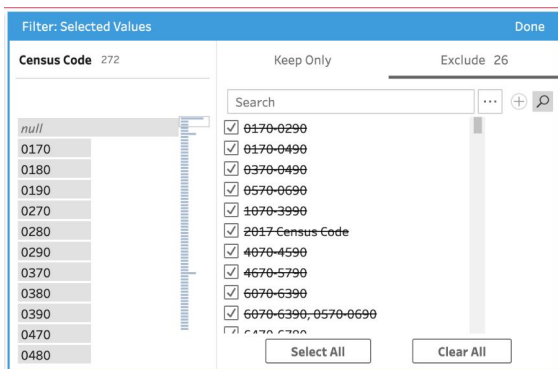 Filter: Selected Values
Done
Census Code 272
Keep Only
Exclude 26
Search
...
null
0170
0180
0190
0270
0280
0290
0370
0380
0390
0470
0480
0170-0290
0170-0490
0370-0490
0570-0690
1070-3990
2017 Census Code
4070-4590
4670-5790
6070-6390
6070-6390, 0570-0690
Select All
Clear All